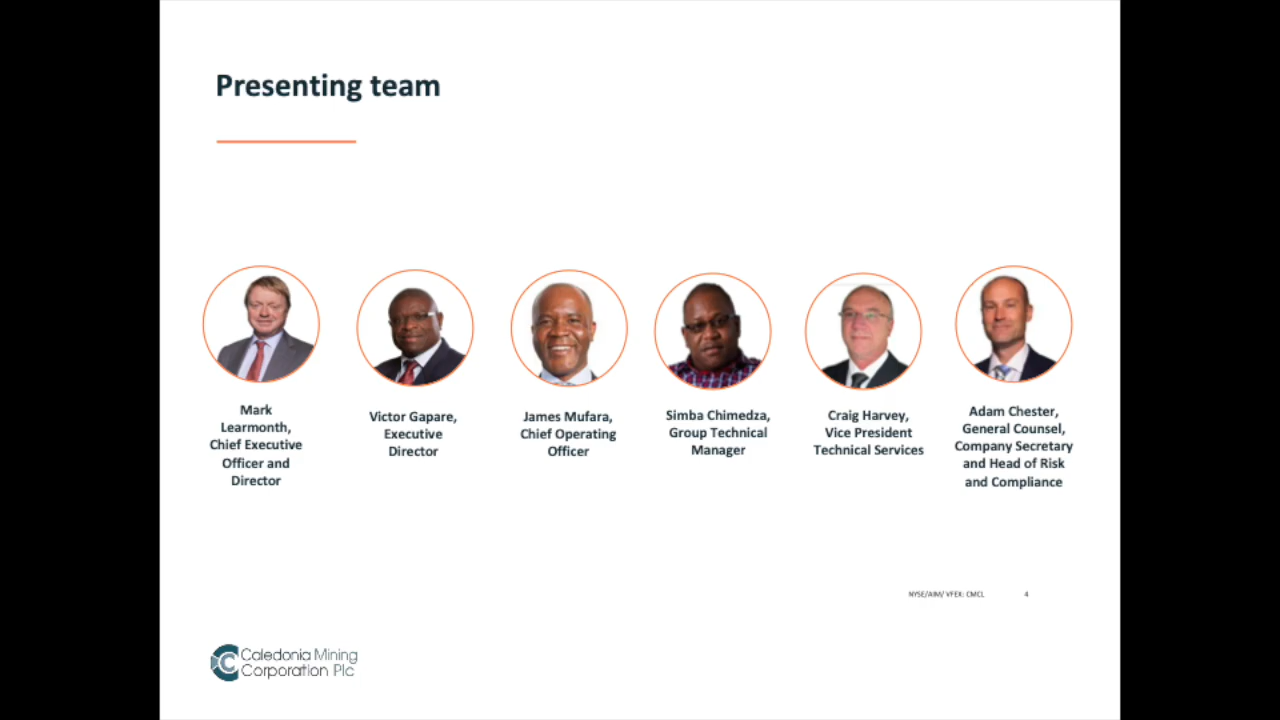 Presenting team
Mark
Learmonth,
Chief Executive
Officer and
Director
Victor Gapare,
Executive
Director
James Mufara,
Chief Operating
Officer
Simba Chimedza,
Group Technical
Manager
Craig Harvey,
Vice President
Technical Services
Adam Chester,
General Counsel,
Company Secretary
and Head of Risk
and Compliance
NYSE/AIM/ VFEX: CMCL 4
Caledonia Mining
Corporation Plc